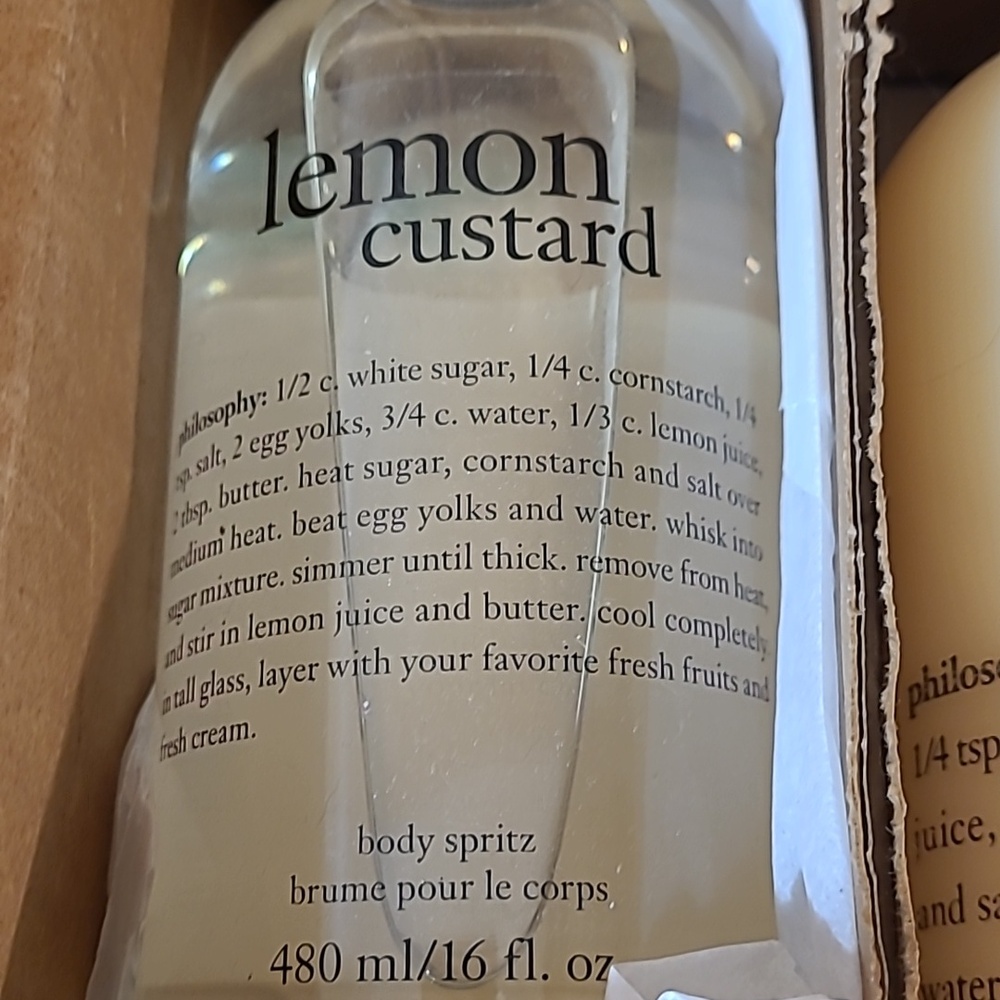 lemon
custard
philosophy: 1/2 c. white sugar, 1/4 c. cornstarch, 1/4
tsp. salt, 2 egg yolks, 3/4 c. water, 1/3 c. lemon juice,
2 tbsp. butter. heat sugar, cornstarch and salt over
medium heat. beat egg yolks and water. whisk into
sugar mixture. simmer until thick. remove from heat,
and stir in lemon juice and butter. cool completely
in tall glass, layer with your favorite fresh fruits and
fresh cream.
body spritz
brume pour le corps
480 ml/16 fl. oz
1/4 tsp
juice,
and
water